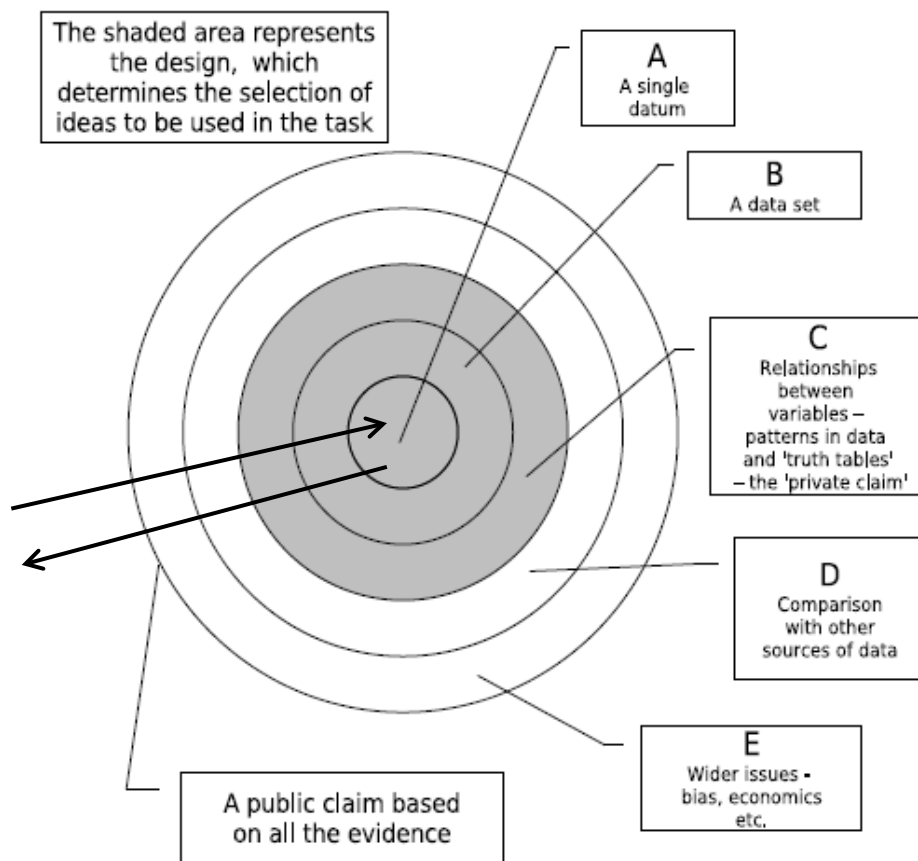 The shaded area represents
the design, which
determines the selection of
ideas to be used in the task
A
A single
datum
B
A data set
C
Relationships
between
variables –
patterns in data
and 'truth tables'
– the 'private claim'
D
Comparison
with other
sources of data
E
Wider issues -
bias, economics
etc.
A public claim based
on all the evidence